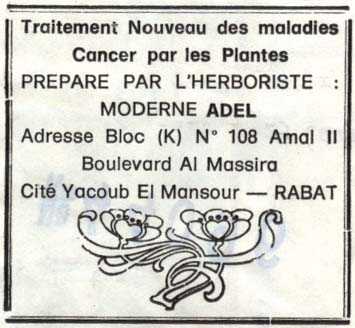 Traitement Nouveau des maladies
Cancer par les Plantes
PREPARE PAR L'HERBORISTE :
MODERNE ADEL
Adresse Bloc (K) N° 108 Amal II
Boulevard Al Massira
Cité Yacoub El Mansour — RABAT